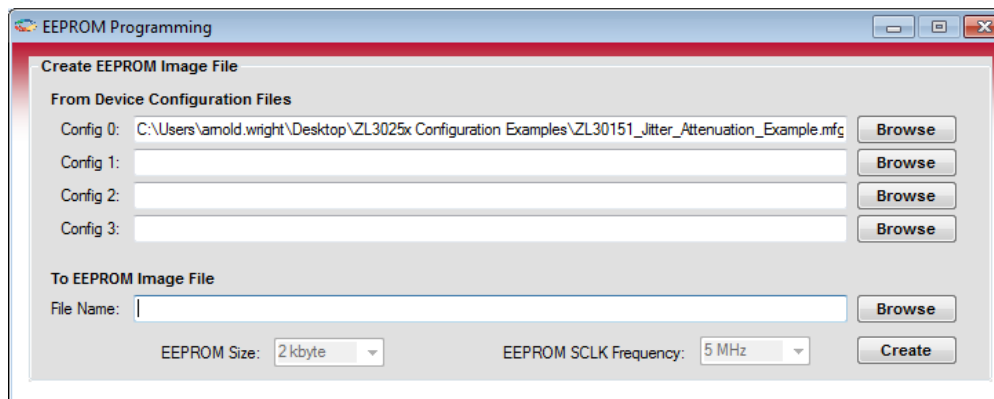 EEPROM Programming
Create EEPROM Image File
From Device Configuration Files
Config 0: C:\Users\arnold.wright\Desktop\ZL3025x Configuration Examples\ZL30151_Jitter_Attenuation_Example.mfg Browse
Config 1: Browse
Config 2: Browse
Config 3: Browse
To EEPROM Image File
File Name: Browse
EEPROM Size: 2 kbyte EEPROM SCLK Frequency: 5 MHz Create